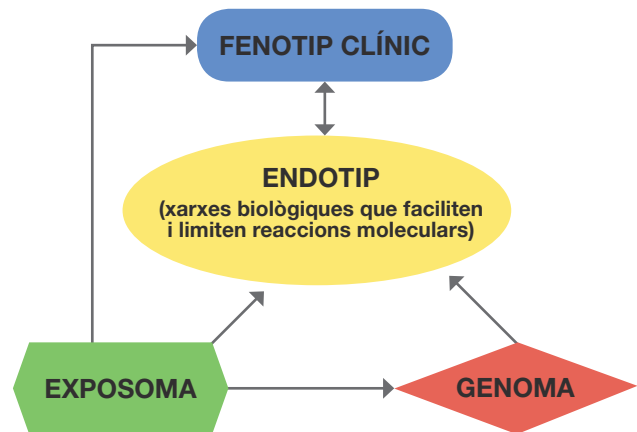 FENOTIP CLÍNIC
ENDOTIP
(xarxes biològiques que faciliten
i limiten reaccions moleculars)
EXPOSOMA
GENOMA